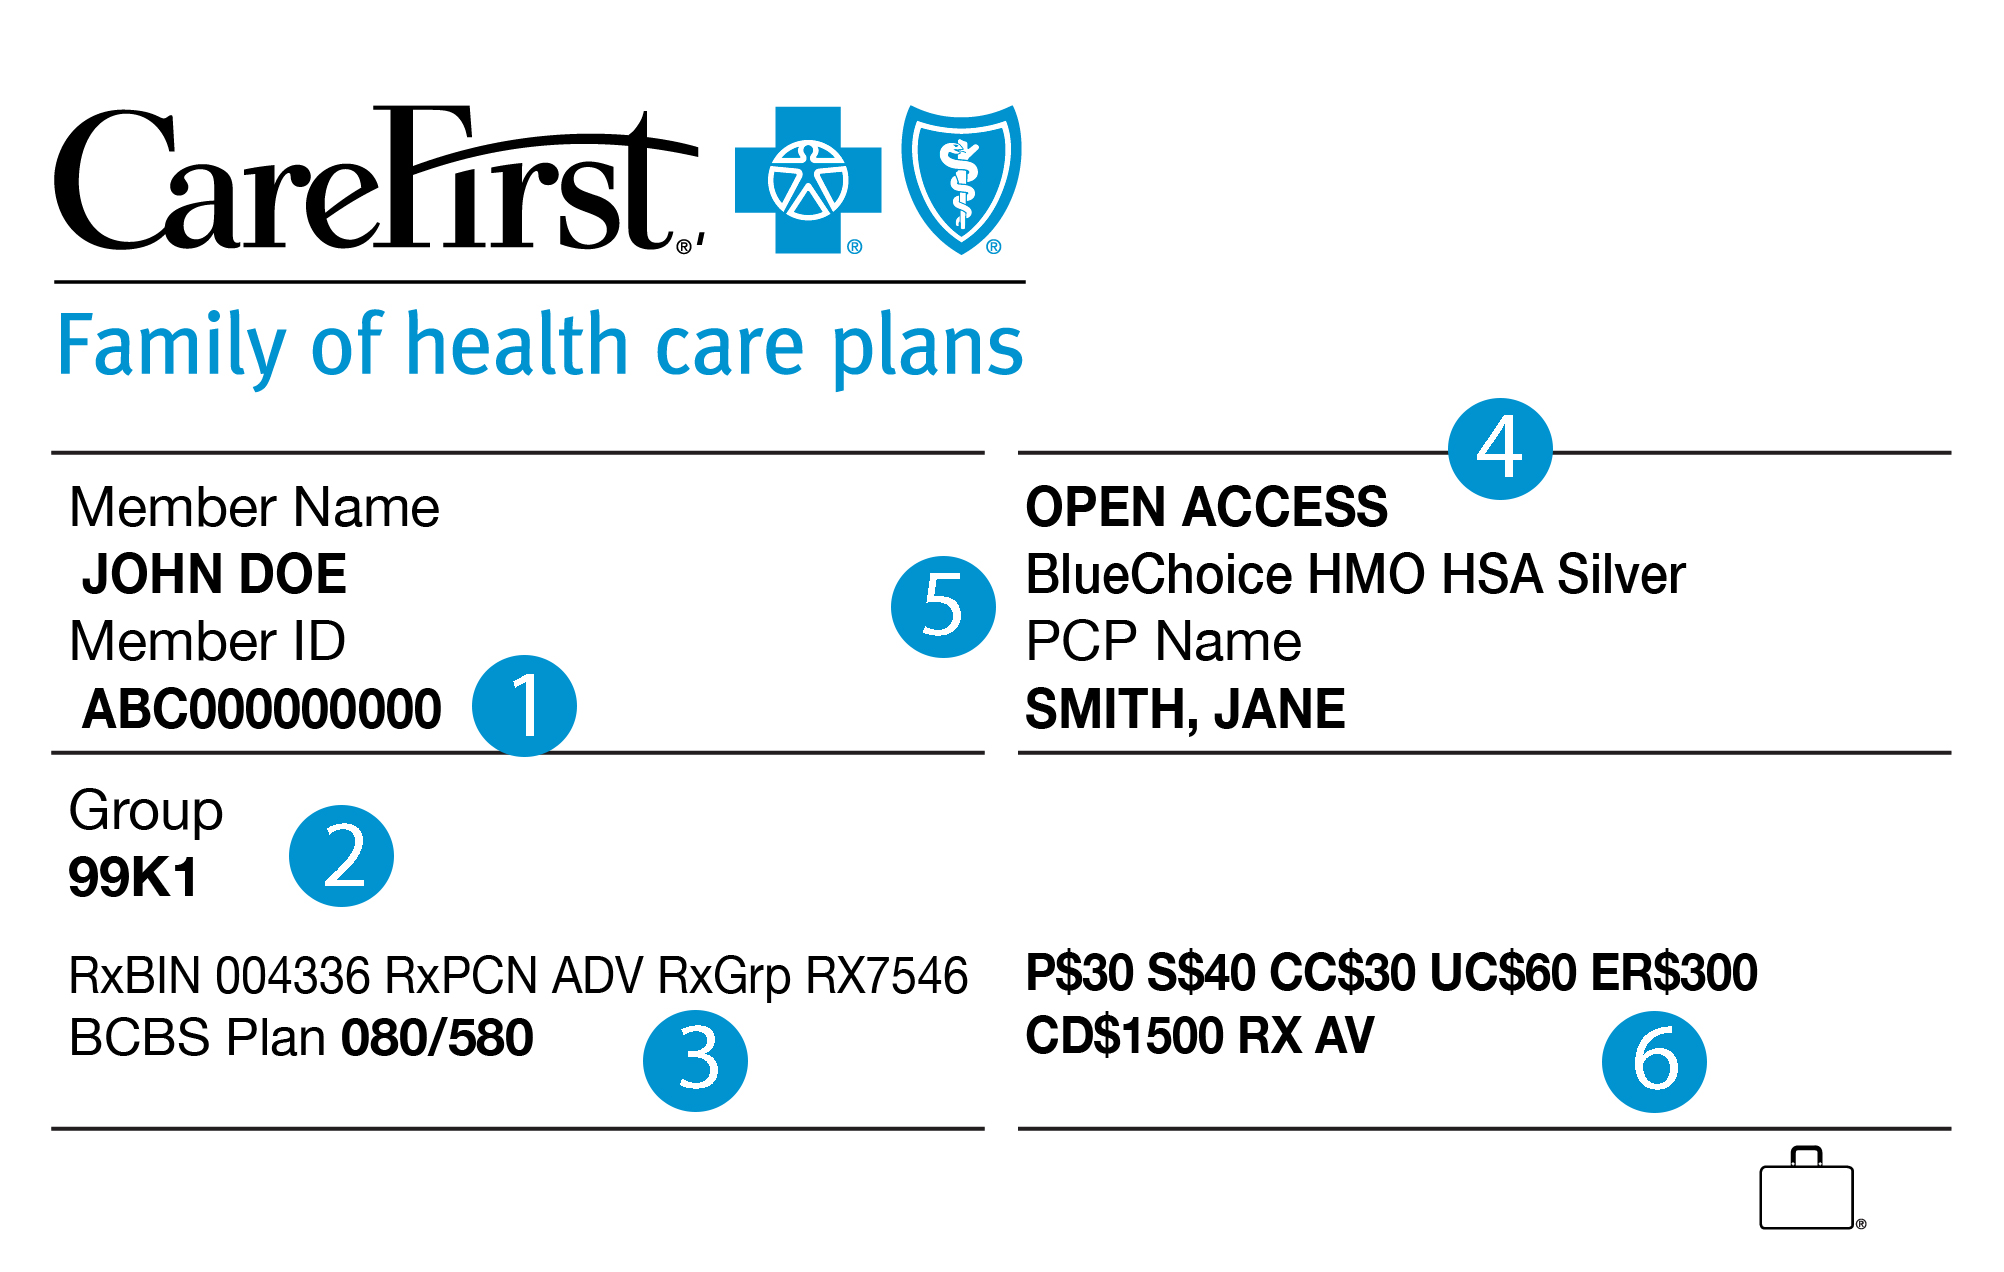 CareFirst®′ ® ®
Family of health care plans
4
Member Name
JOHN DOE
Member ID
ABC000000000
1
5
OPEN ACCESS
BlueChoice HMO HSA Silver
PCP Name
SMITH, JANE
Group
99K1
2
RxBIN 004336 RxPCN ADV RxGrp RX7546
BCBS Plan 080/580
3
P$30 S$40 CC$30 UC$60 ER$300
CD$1500 RX AV
6
®